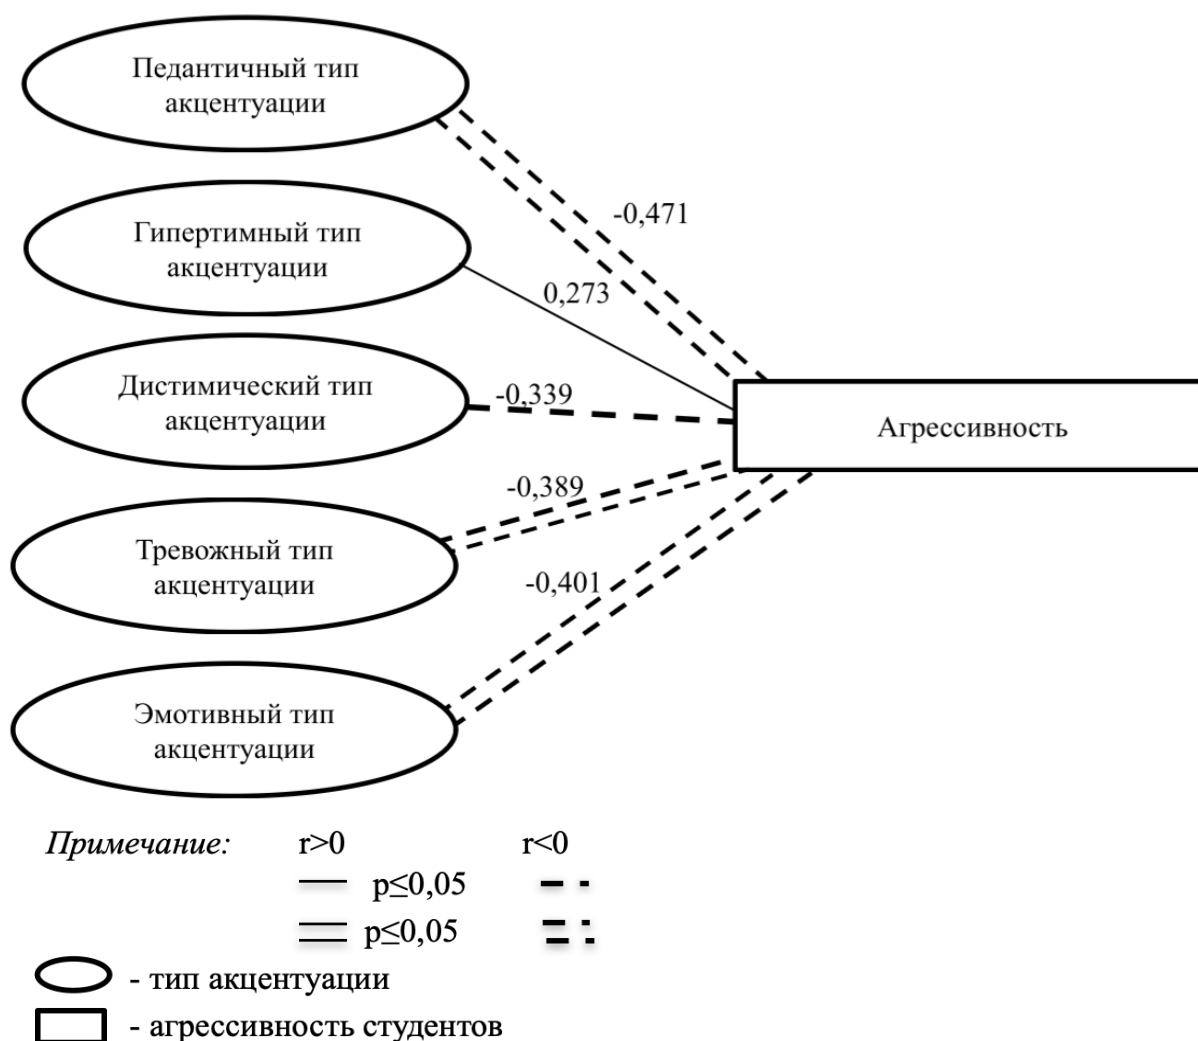 Педантичный тип
акцентуации
-0,471
Гипертимный тип
акцентуации
0,273
Дистимический тип
акцентуации
-0,339
Агрессивность
-0,389
Тревожный тип
акцентуации
-0,401
Эмотивный тип
акцентуации
Примечание: r>0 r<0
p≤0,05
p≤0,05
- тип акцентуации
- агрессивность студентов